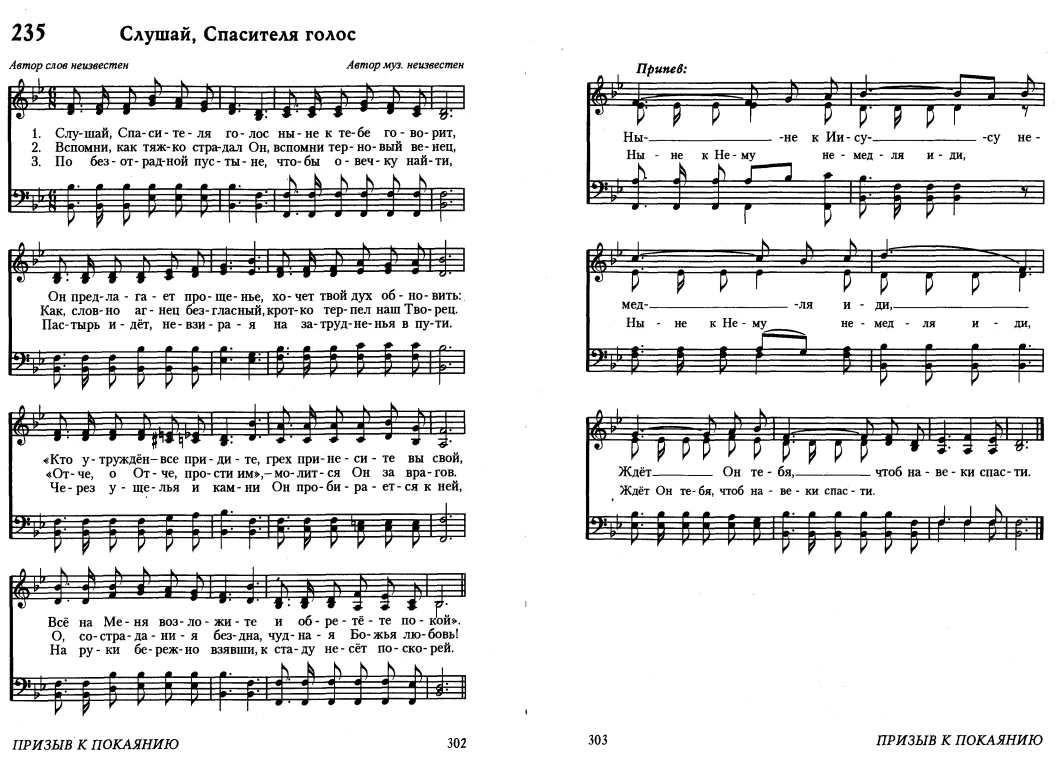 235 Слушай, Спасителя голос
Автор слов неизвестен Автор муз. неизвестен
1. Слу-шай, Спа-си-те-ля го-лос ны-не к те-бе го-во-рит,
2. Вспомни, как тяж-ко стра-дал Он, вспомни тер-но-вый ве-нец,
3. По без-от-рад-ной пус-ты-не, что-бы о-веч-ку най-ти,
Он пред-ла-га-ет про-ще-нье, хо-чет твой дух об-но-вить:
Как, слов-но аг-нец без-гласный, крот-ко тер-пел наш Тво-рец.
Пас-тырь и-дёт, не-взи-ра-я на за-труд-не-нья в пу-ти.
«Кто у-труждён—все при-ди-те, грех при-не-си-те вы свой,
«От-че, о От-че, про-сти им»,—мо-лит-ся Он за вра-гов.
Че-рез у-ще-лья и кам-ни Он про-би-ра-ет-ся к ней,
Всё на Ме-ня воз-ло-жи-те и об-ре-тё-те по-кой».
О, со-стра-да-ни-я без-дна, чуд-на-я Бо-жья лю-бовь!
На ру-ки бе-реж-но взявши, к ста-ду не-сёт по-ско-рей.
ПРИЗЫВ К ПОКАЯНИЮ 302
Припев:
Ны-________-не к Ии-су-________-су не-
Ны-не к Не-му не-мед-ля и-ди,
мед-________-ля и-ди,________
Ны-не к Не-му не-мед-ля и-ди,
Ждёт________ Он те-бя,________ чтоб на-ве-ки спас-ти.
Ждёт Он те-бя, чтоб на-ве-ки спас-ти.
303 ПРИЗЫВ К ПОКАЯНИЮ